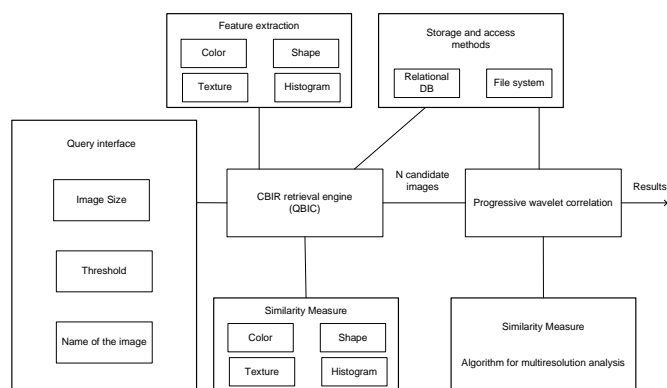 Feature extraction
Color
Shape
Texture
Histogram
Storage and access
methods
Relational
DB
File system
Query interface
Image Size
Threshold
Name of the image
CBIR retrieval engine
(QBIC)
N candidate
images
Progressive wavelet correlation
Results
Similarity Measure
Color
Shape
Texture
Histogram
Similarity Measure
Algorithm for multiresolution analysis